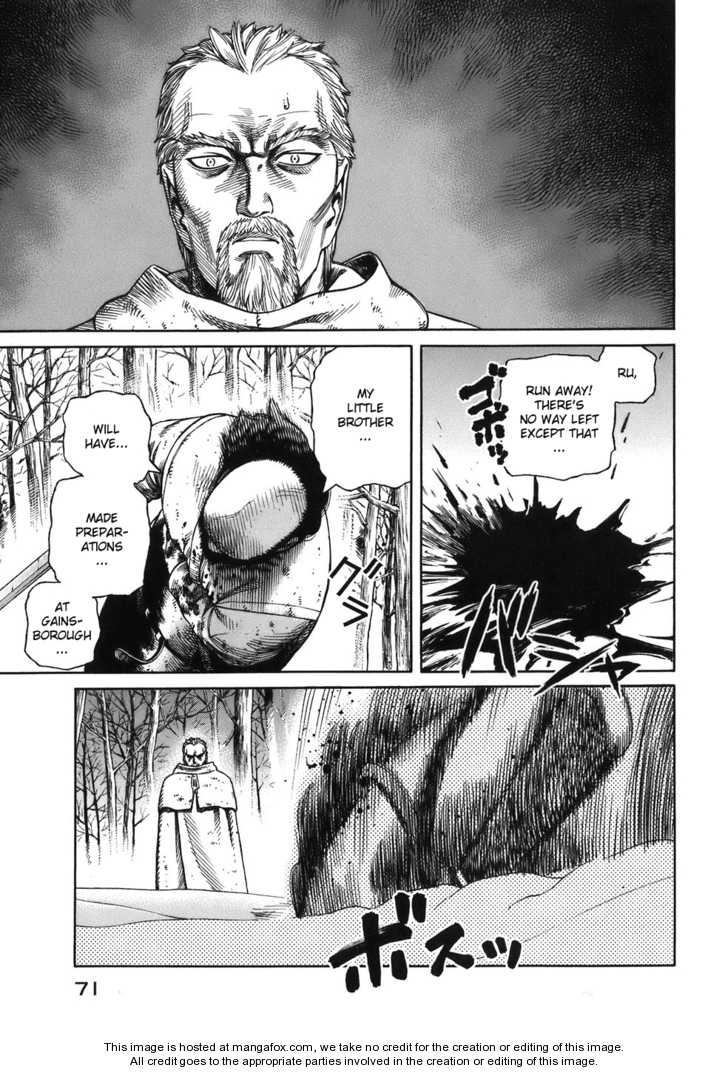 RU,
RUN AWAY!
THERE'S
NO WAY LEFT
EXCEPT THAT
...
ゴボッ
バシャ
MY
LITTLE
BROTHER
...
WILL
HAVE...
MADE
PREPAR-
ATIONS
...
AT
GAINS-
BOROUGH
...
グラ
ボスッ
71
This image is hosted at mangafox.com, we take no credit for the creation or editing of this image.
All credit goes to the appropriate parties involved in the creation or editing of this image.